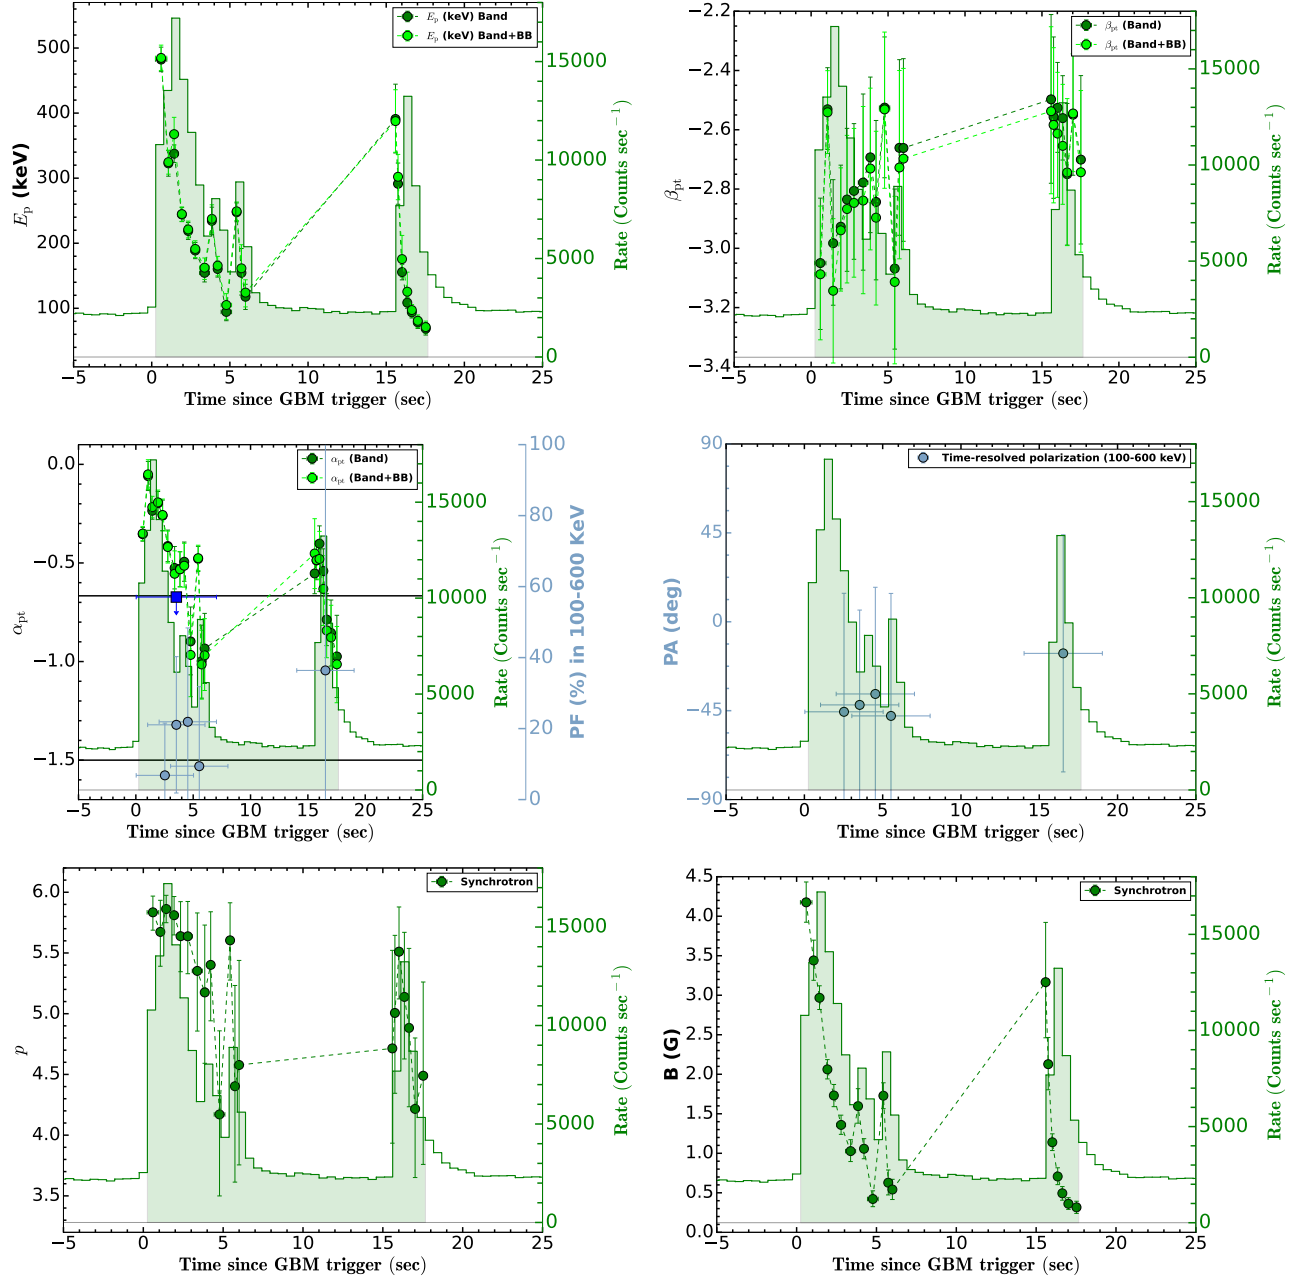 E_p (keV) Band
E_p (keV) Band+BB
500
400
300
200
100
E_p (keV)
15000
10000
5000
0
Rate (Counts sec⁻¹)
−5 0 5 10 15 20 25
Time since GBM trigger (sec)
β_pt (Band)
β_pt (Band+BB)
−2.2
−2.4
−2.6
−2.8
−3.0
−3.2
−3.4
β_pt
15000
10000
5000
0
Rate (Counts sec⁻¹)
−5 0 5 10 15 20 25
Time since GBM trigger (sec)
α_pt (Band)
α_pt (Band+BB)
0.0
−0.5
−1.0
−1.5
α_pt
15000
10000
5000
0
Rate (Counts sec⁻¹)
100
80
60
40
20
0
PF (%) in 100-600 KeV
0 5 10 15 20 25
Time since GBM trigger (sec)
Time-resolved polarization (100-600 keV)
90
45
0
−45
−90
PA (deg)
15000
10000
5000
0
Rate (Counts sec⁻¹)
−5 0 5 10 15 20 25
Time since GBM trigger (sec)
Synchrotron
6.0
5.5
5.0
4.5
4.0
3.5
p
15000
10000
5000
0
Rate (Counts sec⁻¹)
−5 0 5 10 15 20 25
Time since GBM trigger (sec)
Synchrotron
4.5
4.0
3.5
3.0
2.5
2.0
1.5
1.0
0.5
0.0
B (G)
15000
10000
5000
0
Rate (Counts sec⁻¹)
−5 0 5 10 15 20 25
Time since GBM trigger (sec)